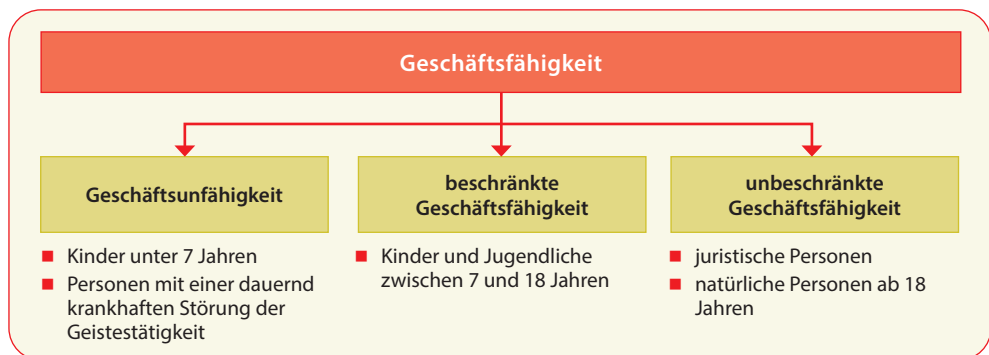 Geschäftsfähigkeit
Geschäftsunfähigkeit
Kinder unter 7 Jahren
Personen mit einer dauernd
krankhaften Störung der
Geistestätigkeit
beschränkte
Geschäftsfähigkeit
Kinder und Jugendliche
zwischen 7 und 18 Jahren
unbeschränkte
Geschäftsfähigkeit
juristische Personen
natürliche Personen ab 18
Jahren